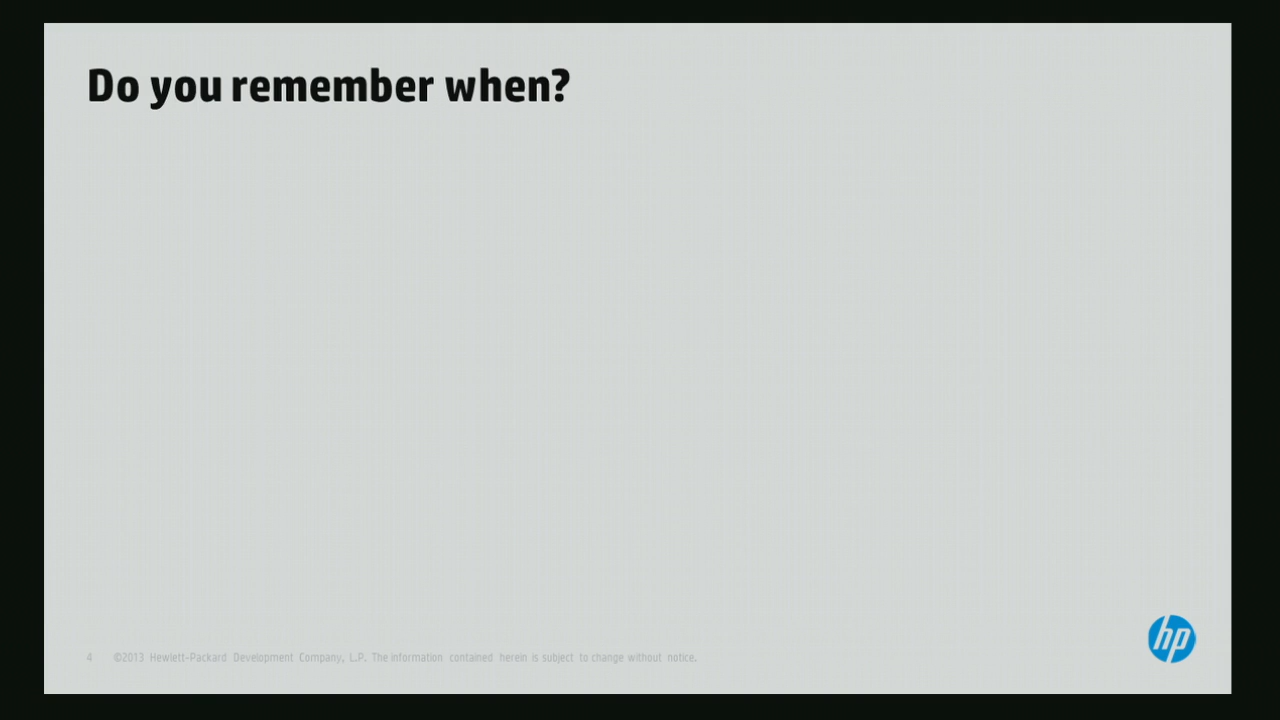 Do you remember when?
4 ©2013 Hewlett-Packard Development Company, L.P. The information contained herein is subject to change without notice.
hp